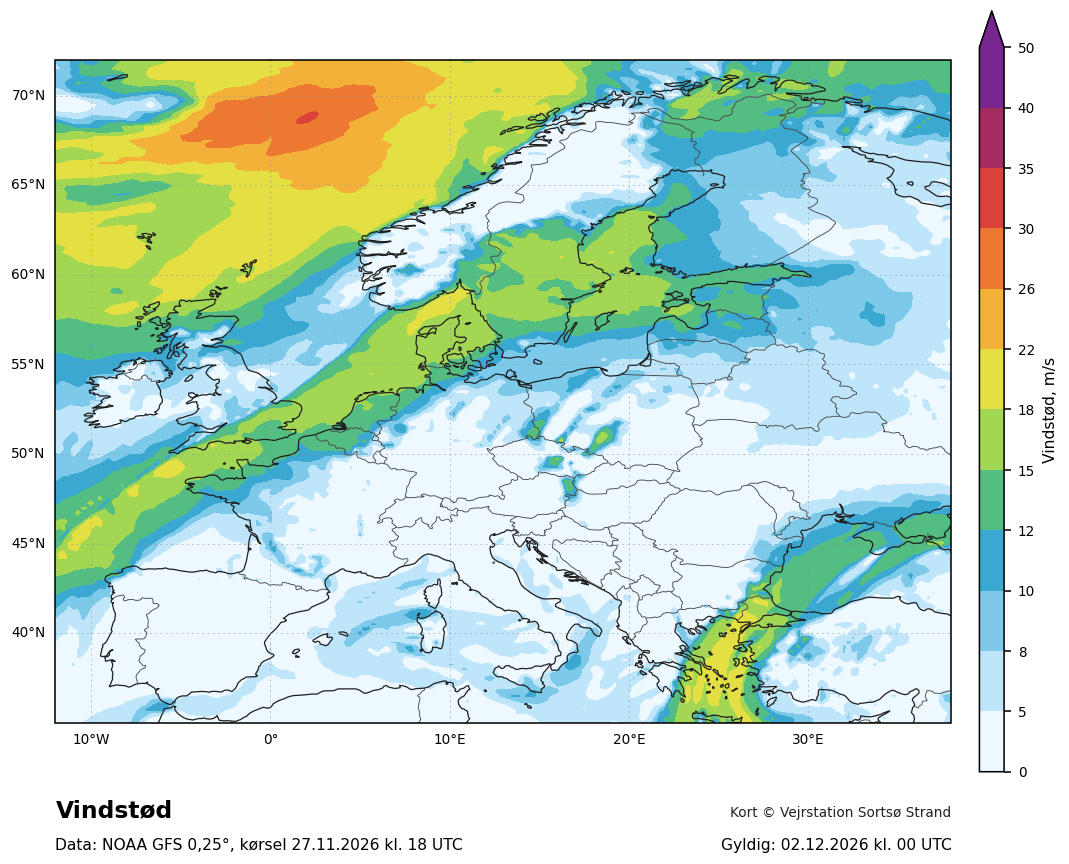 50
40
35
30
26
22
18
15
12
10
8
5
0
Vindstød, m/s
70°N
65°N
60°N
55°N
50°N
45°N
40°N
10°W
0°
10°E
20°E
30°E
Vindstød
Kort © Vejrstation Sortsø Strand
Data: NOAA GFS 0,25°, kørsel 27.11.2026 kl. 18 UTC
Gyldig: 02.12.2026 kl. 00 UTC